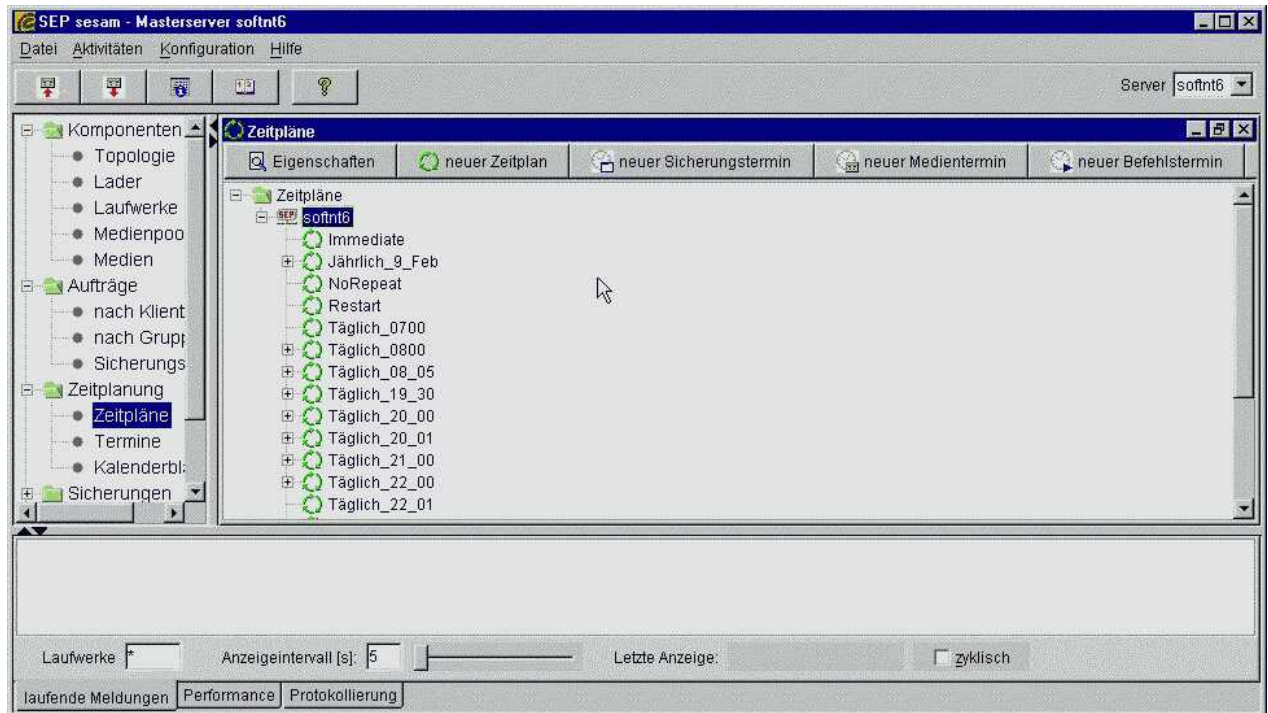 SEP sesam - Masterserver softnt6
Datei Aktivitäten Konfiguration Hilfe
Server softnt6
Komponenten
Topologie
Lader
Laufwerke
Medienpoo
Medien
Aufträge
nach Klient
nach Grupp
Sicherungs
Zeitplanung
Zeitpläne
Termine
Kalenderbl
Sicherungen
Zeitpläne
Eigenschaften neuer Zeitplan neuer Sicherungstermin neuer Medientermin neuer Befehlstermin
Zeitpläne
SEP softnt6
Immediate
Jährlich_9_Feb
NoRepeat
Restart
Täglich_0700
Täglich_0800
Täglich_08_05
Täglich_19_30
Täglich_20_00
Täglich_20_01
Täglich_21_00
Täglich_22_00
Täglich_22_01
Laufwerke * Anzeigeintervall [s]: 5 Letzte Anzeige: zyklisch
laufende Meldungen Performance Protokollierung